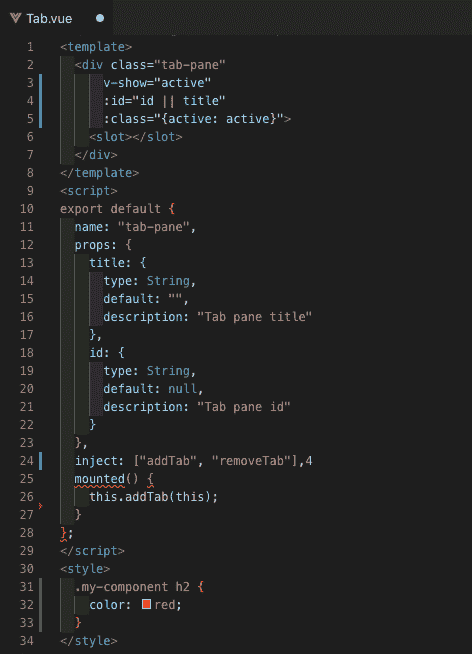 Tab.vue
1 <template>
2   <div class="tab-pane"
3       v-show="active"
4       :id="id || title"
5       :class="{active: active}">
6     <slot></slot>
7   </div>
8 </template>
9 <script>
10 export default {
11   name: "tab-pane",
12   props: {
13     title: {
14       type: String,
15       default: "",
16       description: "Tab pane title"
17     },
18     id: {
19       type: String,
20       default: null,
21       description: "Tab pane id"
22     }
23   },
24   inject: ["addTab", "removeTab"],4
25   mounted() {
26     this.addTab(this);
27   }
28 };
29 </script>
30 <style>
31   .my-component h2 {
32     color: red;
33   }
34 </style>